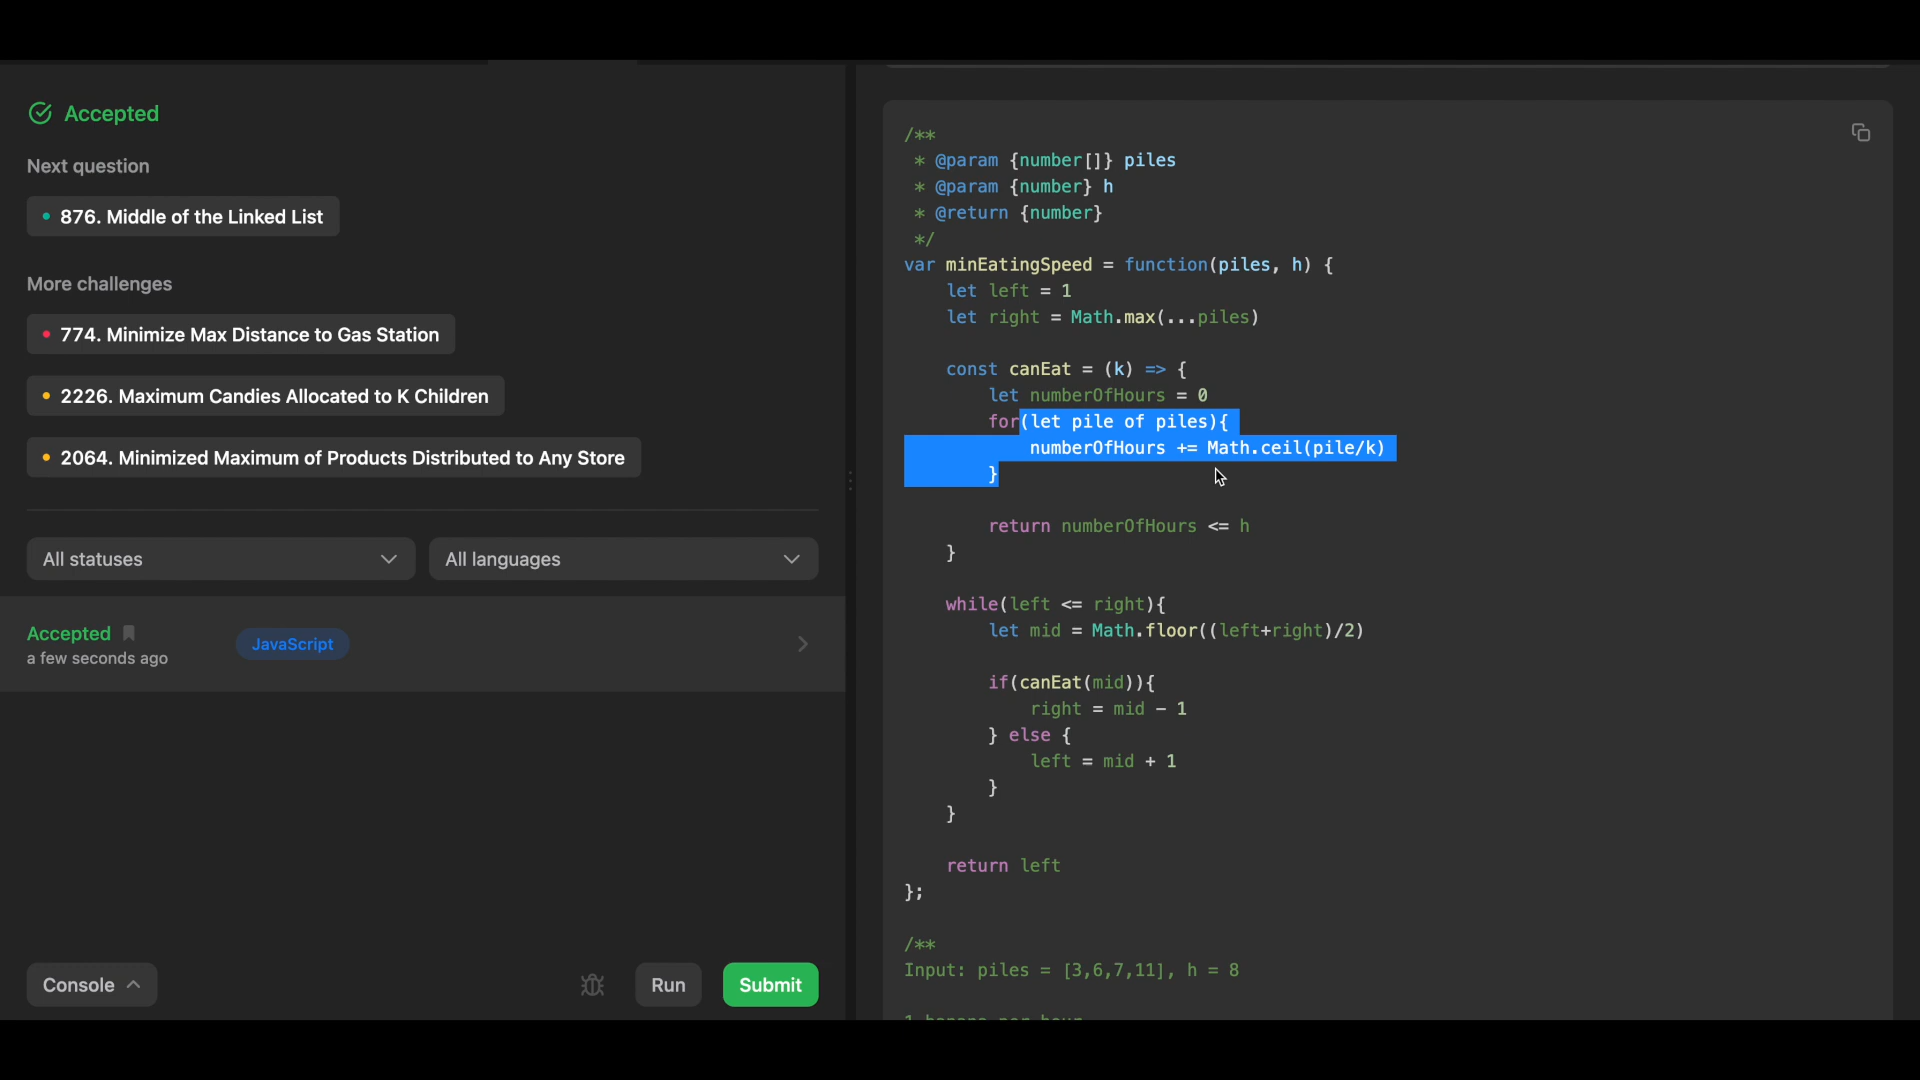 Accepted
Next question
876. Middle of the Linked List
More challenges
774. Minimize Max Distance to Gas Station
2226. Maximum Candies Allocated to K Children
2064. Minimized Maximum of Products Distributed to Any Store
All statuses
All languages
Accepted
a few seconds ago
JavaScript
Console
Run
Submit
/**
 * @param {number[]} piles
 * @param {number} h
 * @return {number}
 */
var minEatingSpeed = function(piles, h) {
    let left = 1
    let right = Math.max(...piles)
    const canEat = (k) => {
        let numberOfHours = 0
        for(let pile of piles){
            numberOfHours += Math.ceil(pile/k)
        }
        return numberOfHours <= h
    }
    while(left <= right){
        let mid = Math.floor((left+right)/2)
        if(canEat(mid)){
            right = mid - 1
        } else {
            left = mid + 1
        }
    }
    return left
};
/**
Input: piles = [3,6,7,11], h = 8